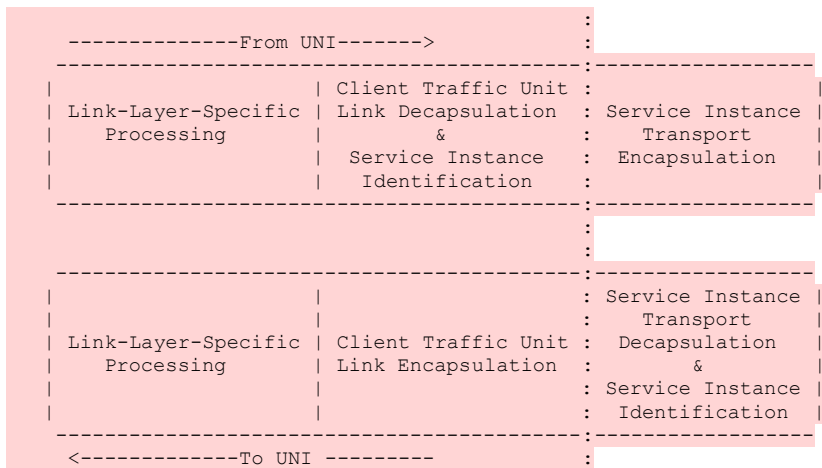 :
     --------------From UNI------->                  :
    -------------------------------------------:------------------
   |                     | Client Traffic Unit :                   |
   | Link-Layer-Specific | Link Decapsulation  : Service Instance |
   |    Processing       |         &           :    Transport     |
   |                     |  Service Instance   :  Encapsulation   |
   |                     |   Identification    :                   |
    -------------------------------------------:------------------
                                               :
                                               :
    -------------------------------------------:------------------
   |                     |                     : Service Instance |
   |                     |                     :    Transport     |
   | Link-Layer-Specific | Client Traffic Unit :  Decapsulation   |
   |    Processing       | Link Encapsulation  :        &         |
   |                     |                     : Service Instance |
   |                     |                     :  Identification  |
    -------------------------------------------:------------------
     <-------------To UNI ---------            :